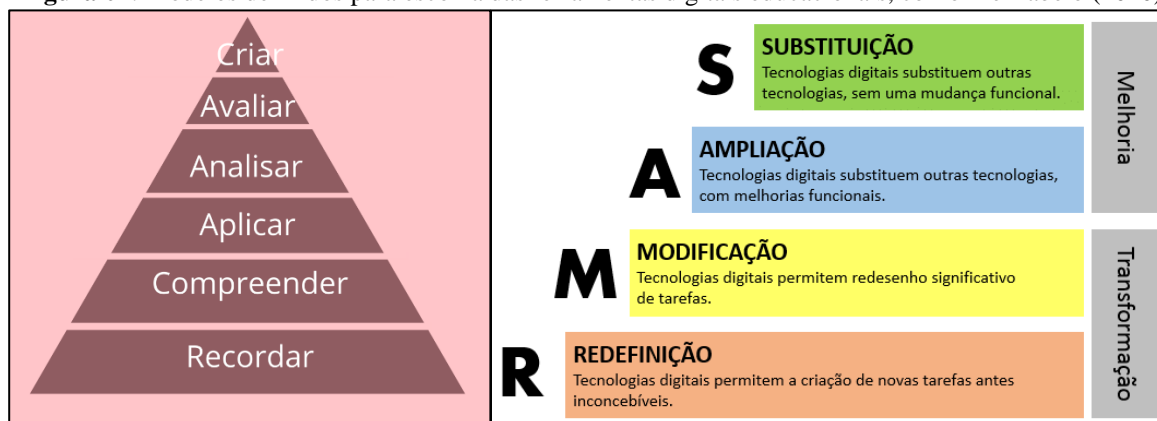 Criar
Avaliar
Analisar
Aplicar
Compreender
Recordar
S
SUBSTITUIÇÃO
Tecnologias digitais substituem outras
tecnologias, sem uma mudança funcional.
A
AMPLIAÇÃO
Tecnologias digitais substituem outras tecnologias,
com melhorias funcionais.
Melhoria
M
MODIFICAÇÃO
Tecnologias digitais permitem redesenho significativo
de tarefas.
R
REDEFINIÇÃO
Tecnologias digitais permitem a criação de novas tarefas antes
inconcebíveis.
Transformação